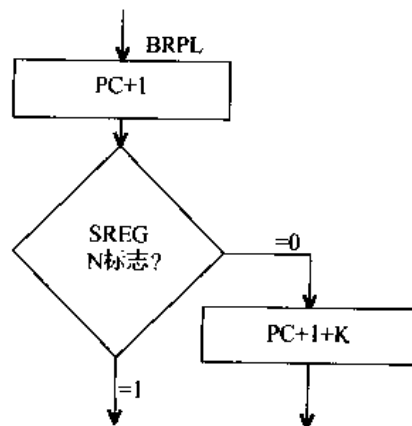 BRPL
PC+1
SREG
N标志?
=0
PC+1+K
=1